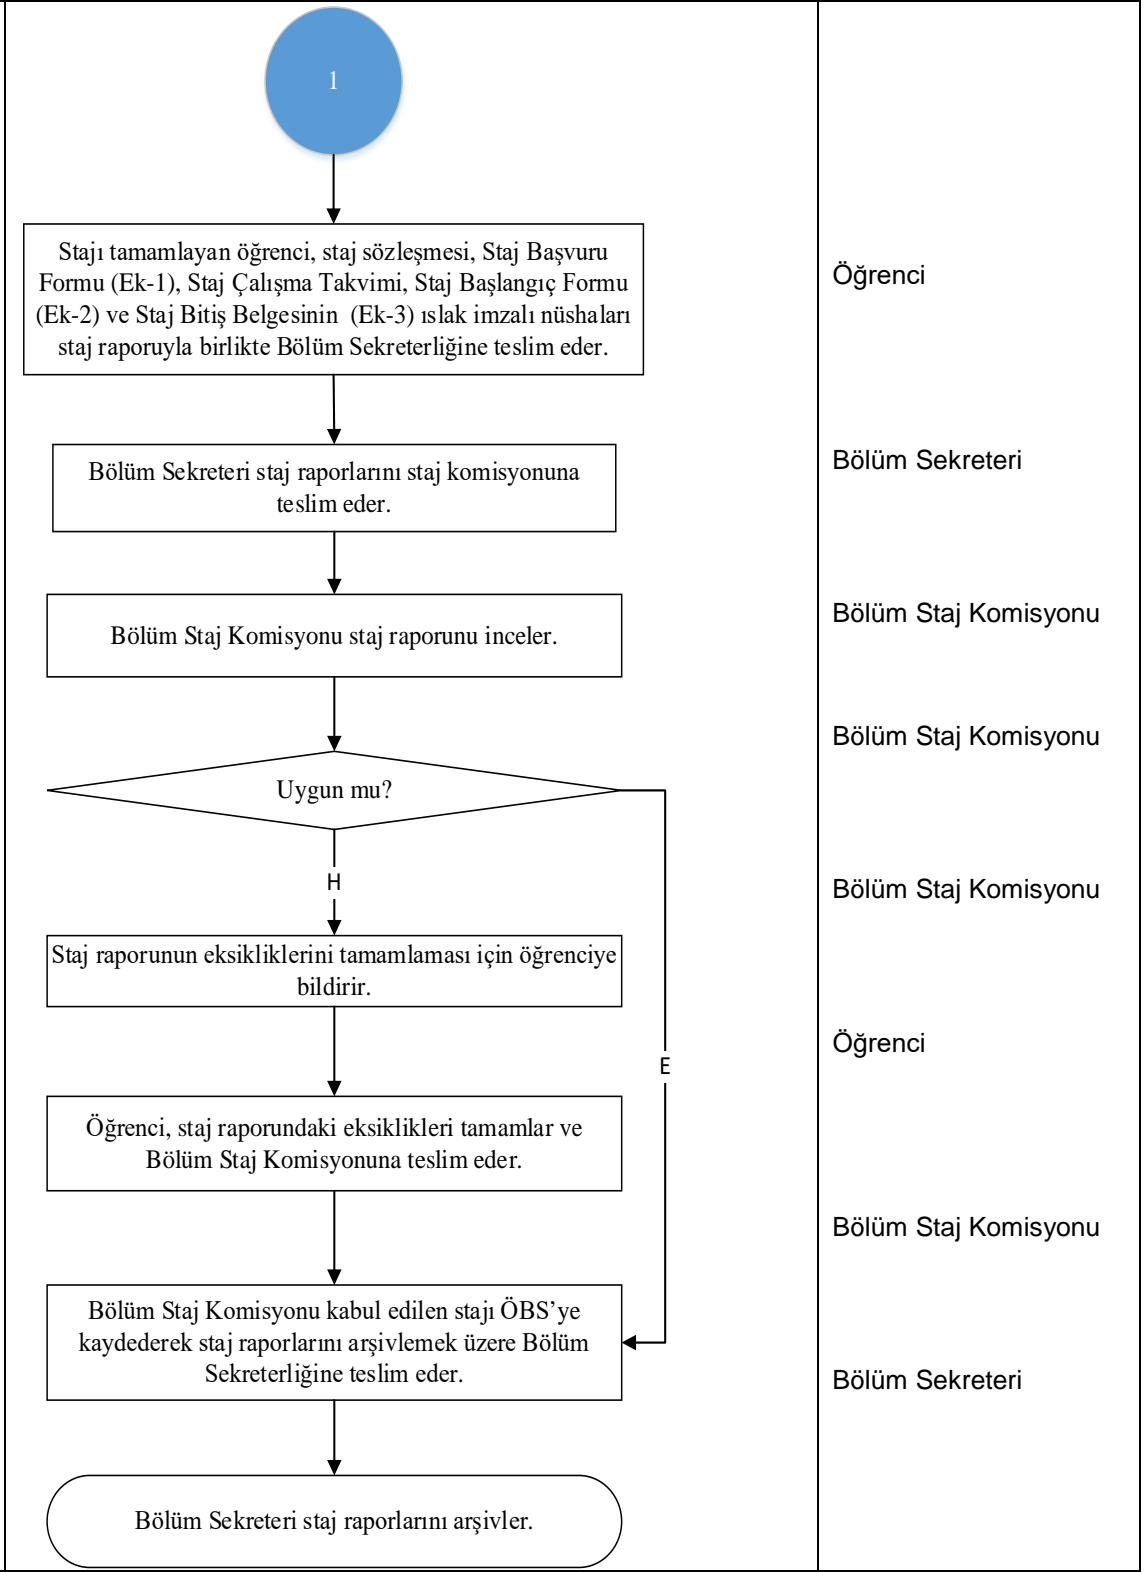 1
Stajı tamamlayan öğrenci, staj sözleşmesi, Staj Başvuru
Formu (Ek-1), Staj Çalışma Takvimi, Staj Başlangıç Formu
(Ek-2) ve Staj Bitiş Belgesinin (Ek-3) ıslak imzalı nüshaları
staj raporuyla birlikte Bölüm Sekreterliğine teslim eder.
Öğrenci
Bölüm Sekreteri staj raporlarını staj komisyonuna
teslim eder.
Bölüm Sekreteri
Bölüm Staj Komisyonu staj raporunu inceler.
Bölüm Staj Komisyonu
Uygun mu?
Bölüm Staj Komisyonu
H
Staj raporunun eksikliklerini tamamlaması için öğrenciye
bildirir.
Bölüm Staj Komisyonu
E
Öğrenci, staj raporundaki eksiklikleri tamamlar ve
Bölüm Staj Komisyonuna teslim eder.
Öğrenci
Bölüm Staj Komisyonu kabul edilen stajı ÖBS’ye
kaydederek staj raporlarını arşivlemek üzere Bölüm
Sekreterliğine teslim eder.
Bölüm Staj Komisyonu
Bölüm Sekreteri staj raporlarını arşivler.
Bölüm Sekreteri